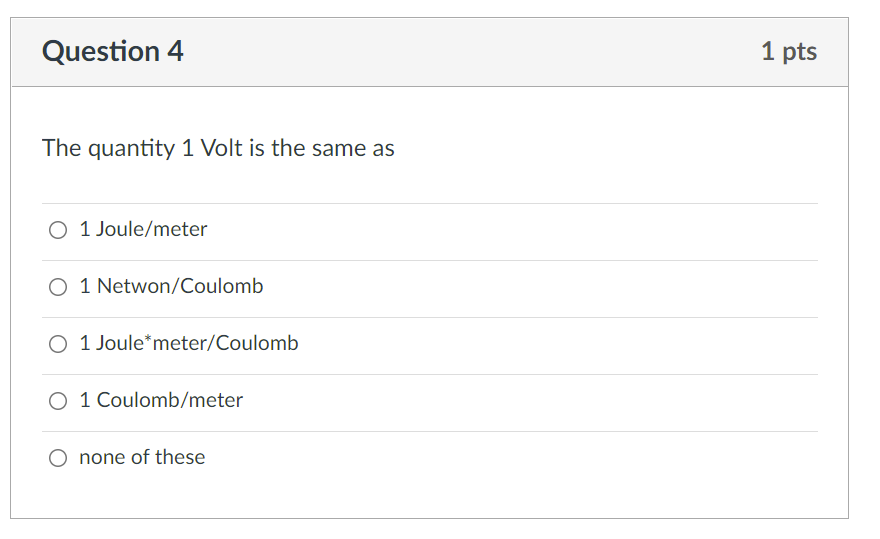 Question 4
1 pts
The quantity 1 Volt is the same as
1 Joule/meter
1 Netwon/Coulomb
1 Joule*meter/Coulomb
1 Coulomb/meter
none of these